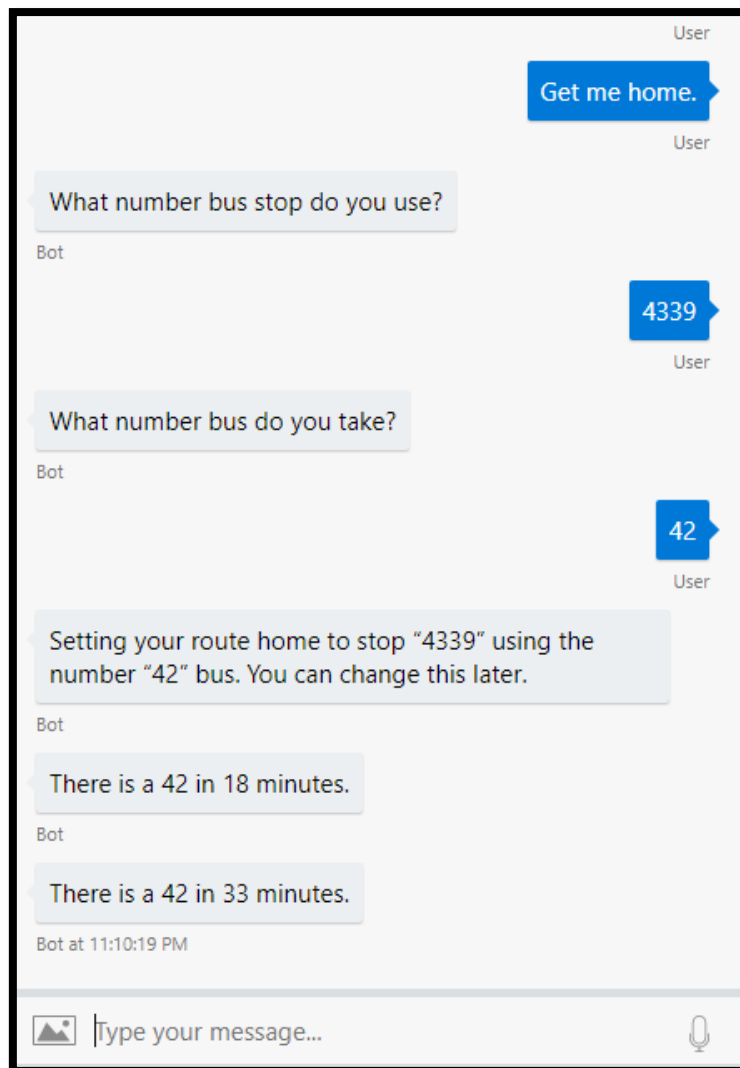 User
Get me home.
User
What number bus stop do you use?
Bot
4339
User
What number bus do you take?
Bot
42
User
Setting your route home to stop “4339” using the
number “42” bus. You can change this later.
Bot
There is a 42 in 18 minutes.
Bot
There is a 42 in 33 minutes.
Bot at 11:10:19 PM
Type your message...